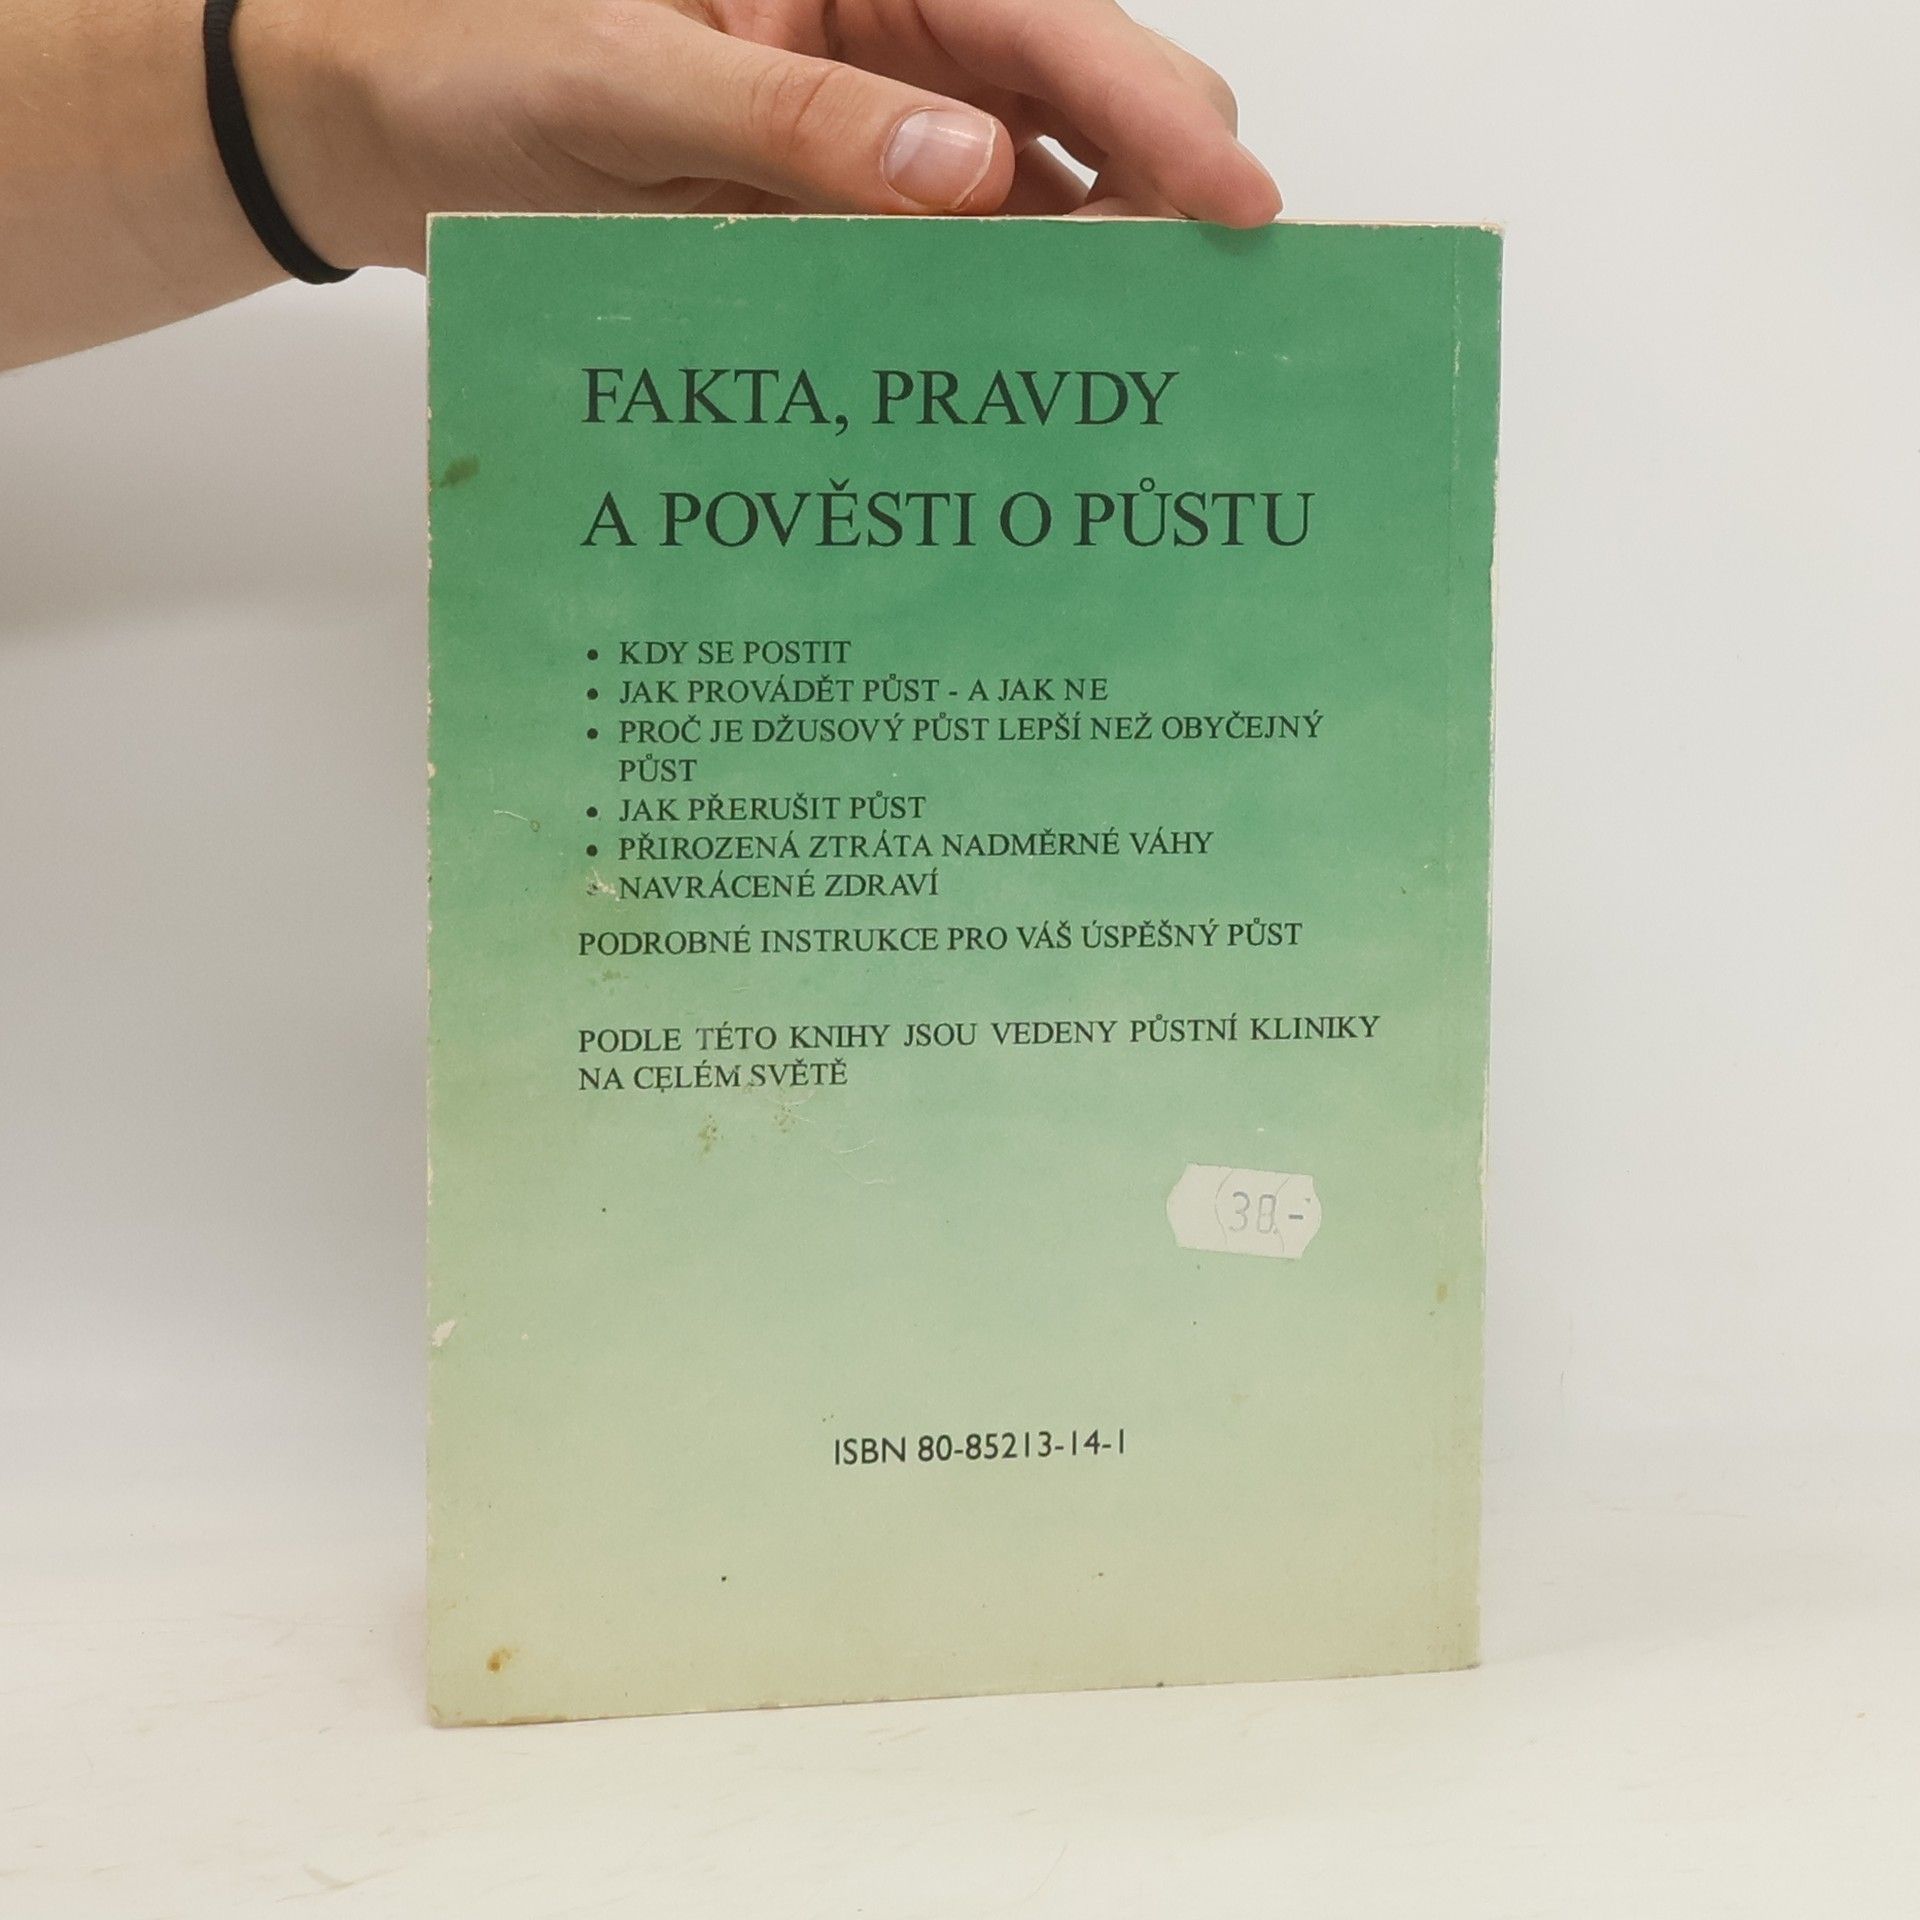 FAKTA, PRAVDY
A POVĚSTI O PŮSTU
• KDY SE POSTIT
• JAK PROVÁDĚT PŮST - A JAK NE
• PROČ JE DŽUSOVÝ PŮST LEPŠÍ NEŽ OBYČEJNÝ
PŮST
• JAK PŘERUŠIT PŮST
• PŘIROZENÁ ZTRÁTA NADMĚRNÉ VÁHY
• NAVRÁCENÉ ZDRAVÍ
PODROBNÉ INSTRUKCE PRO VÁŠ ÚSPĚŠNÝ PŮST
PODLE TÉTO KNIHY JSOU VEDENY PŮSTNÍ KLINIKY
NA CELÉM SVĚTĚ
38.-
ISBN 80-85213-14-1